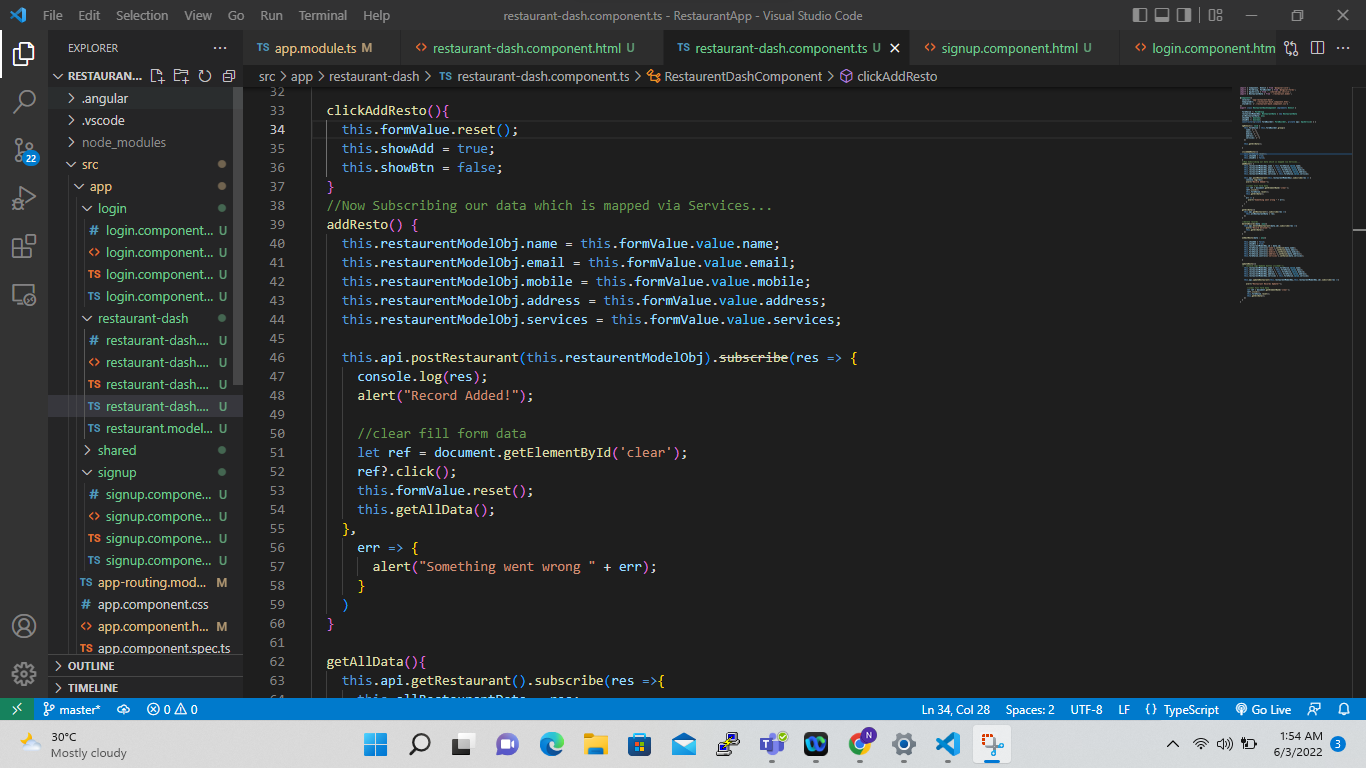 File Edit Selection View Go Run Terminal Help
restaurant-dash.component.ts - RestaurantApp - Visual Studio Code
EXPLORER ···
TS app.module.ts M
<> restaurant-dash.component.html U
TS restaurant-dash.component.ts U
<> signup.component.html U
<> login.component.htm
RESTAURAN...
src > app > restaurant-dash > TS restaurant-dash.component.ts > RestaurentDashComponent > clickAddResto
.angular
.vscode
node_modules
src
app
login
# login.component... U
<> login.component... U
TS login.component... U
TS login.component... U
restaurant-dash
# restaurant-dash.... U
<> restaurant-dash.... U
TS restaurant-dash.... U
TS restaurant-dash.... U
TS restaurant.model... U
shared
signup
# signup.compone... U
<> signup.compone... U
TS signup.compone... U
TS signup.compone... U
TS app-routing.mod... M
# app.component.css
<> app.component.h... M
TS app.component.spec.ts
OUTLINE
TIMELINE
22
32
33 clickAddResto(){
34 this.formValue.reset();
35 this.showAdd = true;
36 this.showBtn = false;
37 }
38 //Now Subscribing our data which is mapped via Services...
39 addResto() {
40 this.restaurentModelObj.name = this.formValue.value.name;
41 this.restaurentModelObj.email = this.formValue.value.email;
42 this.restaurentModelObj.mobile = this.formValue.value.mobile;
43 this.restaurentModelObj.address = this.formValue.value.address;
44 this.restaurentModelObj.services = this.formValue.value.services;
45
46 this.api.postRestaurant(this.restaurentModelObj).subscribe(res => {
47 console.log(res);
48 alert("Record Added!");
49
50 //clear fill form data
51 let ref = document.getElementById('clear');
52 ref?.click();
53 this.formValue.reset();
54 this.getAllData();
55 },
56 err => {
57 alert("Something went wrong " + err);
58 }
59 )
60 }
61
62 getAllData(){
63 this.api.getRestaurant().subscribe(res =>{
master* 0 0
Ln 34, Col 28 Spaces: 2 UTF-8 LF {} TypeScript Go Live
30°C
Mostly cloudy
N
1:54 AM
6/3/2022
3